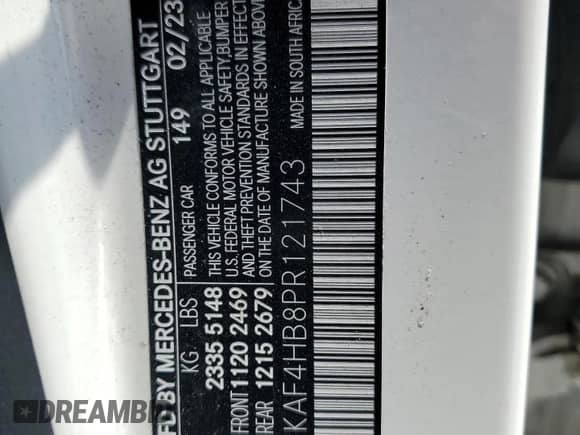 FD BY MERCEDES-BENZ AG STUTTGART
149 02/23
KG LBS PASSENGER CAR
2335 5148
FRONT 1120 2469
REAR 1215 2679
THIS VEHICLE CONFORMS TO ALL APPLICABLE
U.S. FEDERAL MOTOR VEHICLE SAFETY, BUMPER
AND THEFT PREVENTION STANDARDS IN EFFECT
ON THE DATE OF MANUFACTURE SHOWN ABOVE
KAF4HB8PR121743
MADE IN SOUTH AFRICA
DREAMBID